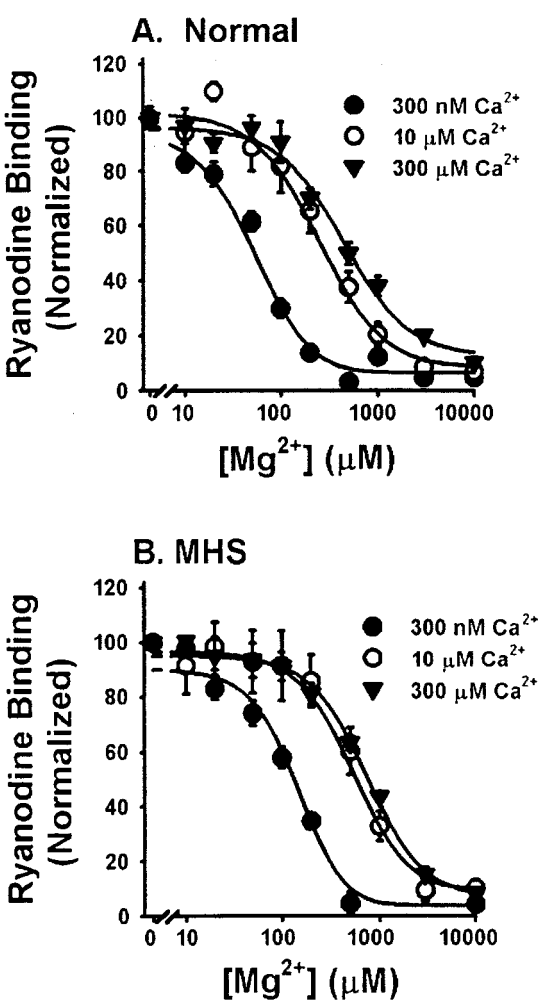 A. Normal
120
100
80
60
40
20
0
Ryanodine Binding
(Normalized)
300 nM Ca²⁺
10 μM Ca²⁺
300 μM Ca²⁺
0 10 100 1000 10000
[Mg²⁺] (μM)
B. MHS
120
100
80
60
40
20
0
Ryanodine Binding
(Normalized)
300 nM Ca²⁺
10 μM Ca²⁺
300 μM Ca²⁺
0 10 100 1000 10000
[Mg²⁺] (μM)